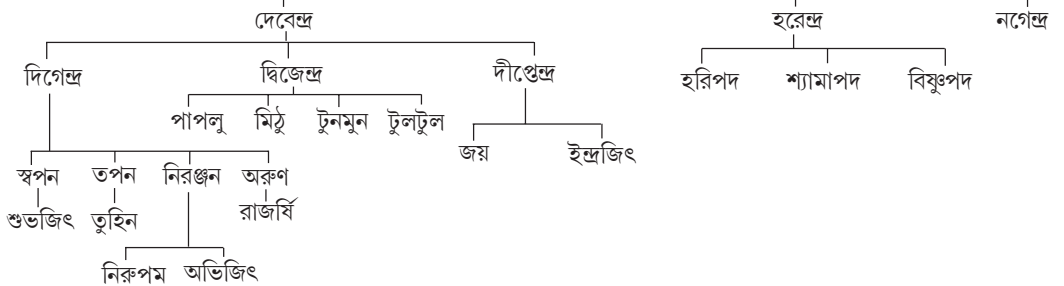 দেবেন্দ্র হরেন্দ্র নগেন্দ্র
দিগেন্দ্র দ্বিজেন্দ্র দীপ্তেন্দ্র হরিপদ শ্যামাপদ বিষ্ণুপদ
পাপলু মিঠু টুনমুন টুলটুল
জয় ইন্দ্রজিৎ
স্বপন তপন নিরঞ্জন অরুণ
শুভজিৎ তুহিন রাজর্ষি
নিরুপম অভিজিৎ